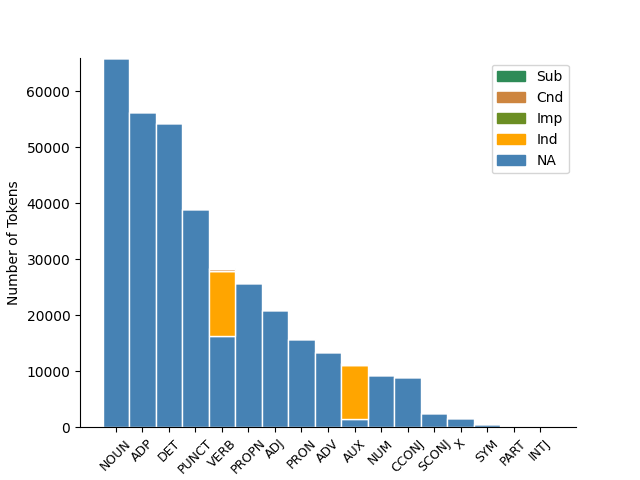 Sub
Cnd
Imp
Ind
NA
Number of Tokens
60000
50000
40000
30000
20000
10000
0
NOUN
ADP
DET
PUNCT
VERB
PROPN
ADJ
PRON
ADV
AUX
NUM
CCONJ
SCONJ
X
SYM
PART
INTJ